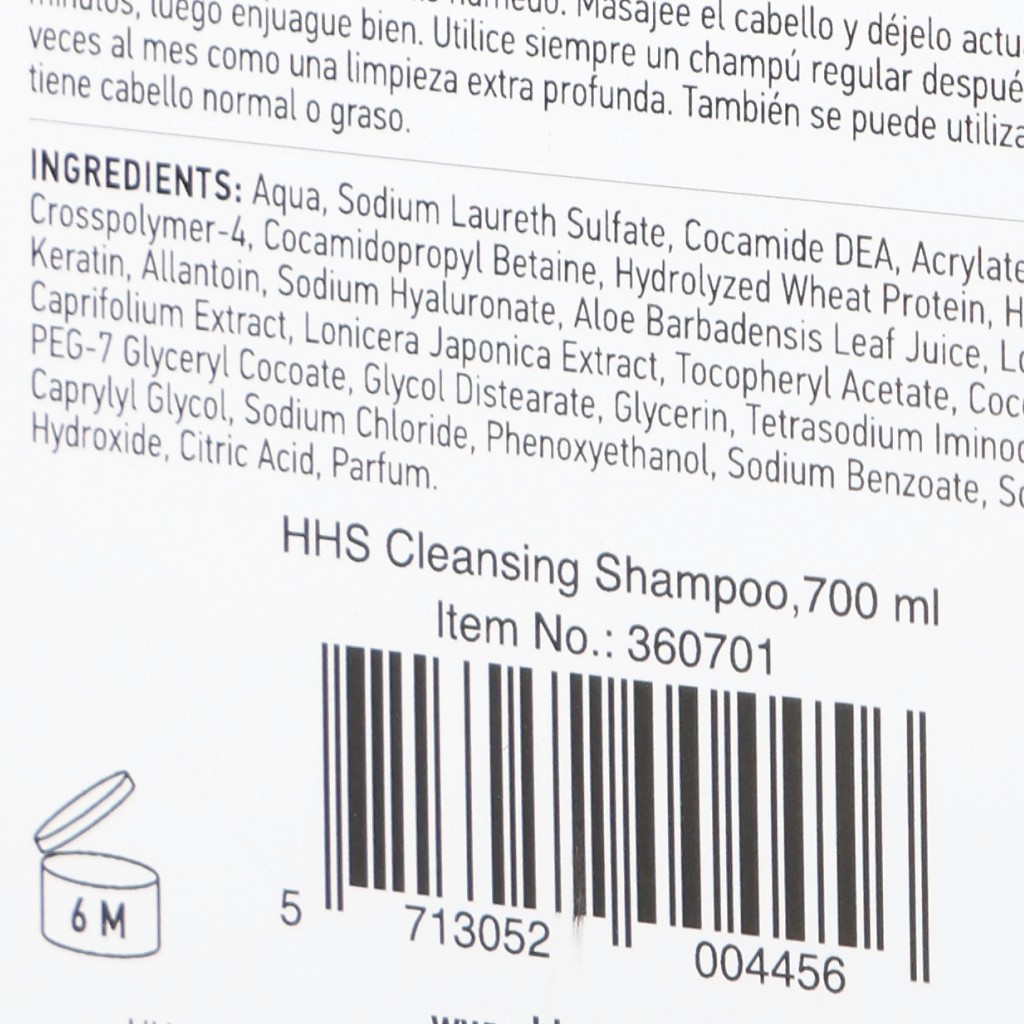 luego enjuague bien. Utilice siempre un champú regular
Masajee el cabello y déjelo
veces al mes como una limpieza extra profunda. También se puede
tiene cabello normal o graso.
INGREDIENTS: Aqua, Sodium Laureth Sulfate, Cocamide DEA,
Crosspolymer-4, Cocamidopropyl Betaine, Hydrolyzed Wheat Protein, H
Keratin, Allantoin, Sodium Hyaluronate, Aloe Barbadensis Leaf Juice,
Caprifolium Extract, Lonicera Japonica Extract, Tocopheryl Acetate,
PEG-7 Glyceryl Cocoate, Glycol Distearate, Glycerin, Tetrasodium
Caprylyl Glycol, Sodium Chloride, Phenoxyethanol, Sodium Benzoate,
Hydroxide, Citric Acid, Parfum.
HHS Cleansing Shampoo,700 ml
Item No.: 360701
6 M
5 713052 004456